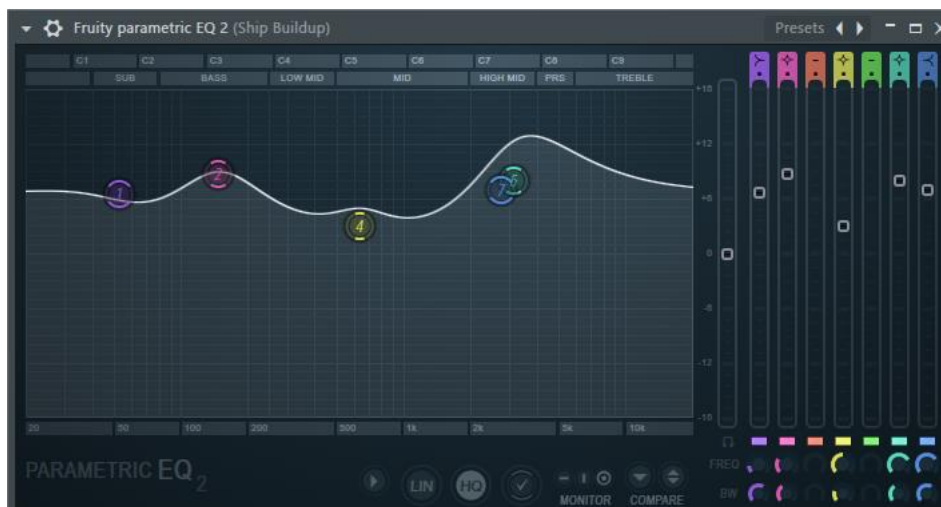 Fruity parametric EQ 2 (Ship Buildup) Presets
C1 C2 C3 C4 C5 C6 C7 C8 C9
SUB BASS LOW MID MID HIGH MID PRS TREBLE
+18
+12
+6
0
-6
-12
-18
1 2 4 7 6
20 50 100 200 500 1k 2k 5k 10k
FREQ
BW
PARAMETRIC EQ 2
LIN HQ
MONITOR COMPARE